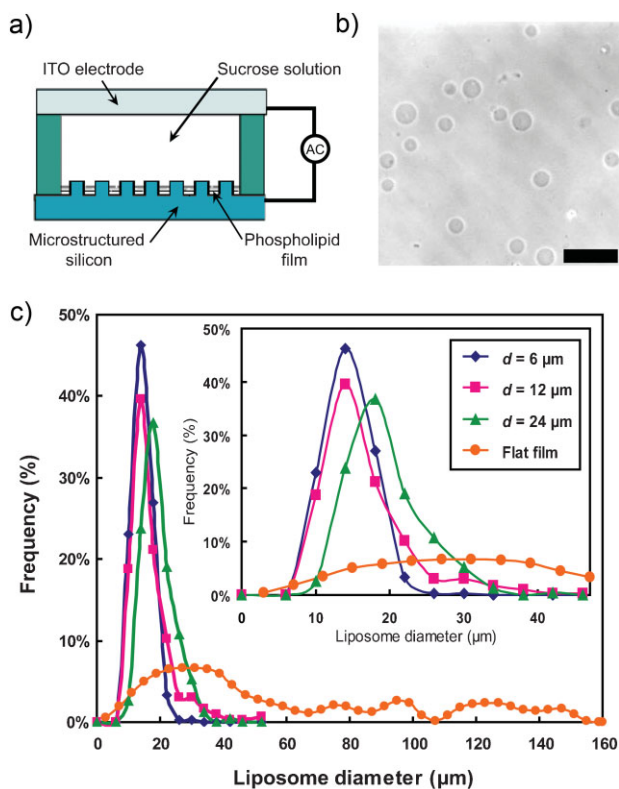 a)
ITO electrode
Sucrose solution
AC
Microstructured
silicon
Phospholipid
film
b)
c)
50%
40%
30%
20%
10%
0%
0
20
40
60
80
100
120
140
160
Frequency (%)
Liposome diameter (µm)
50%
40%
30%
20%
10%
0%
0
10
20
30
40
Frequency (%)
Liposome diameter (µm)
d = 6 µm
d = 12 µm
d = 24 µm
Flat film